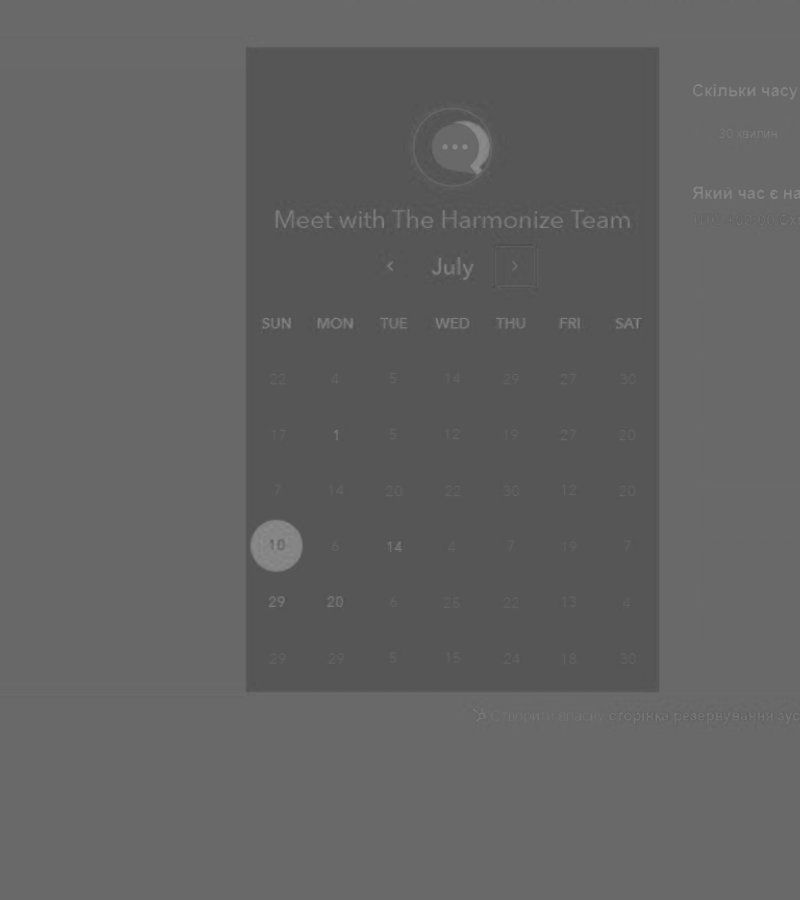 Скільки часу
20 хвилин
Meet with The Harmonize Team
Який час є на
July
SUN MON TUE WED THU FRI SAT
22 4 5 14 29 27 30
17 1 5 12 19 27 20
7 14 20 22 30 12 20
10 6 14 4 7 19 7
29 20 6 25 22 13 4
29 29 5 15 24 18 30
Створити власну сторінка резервування зус